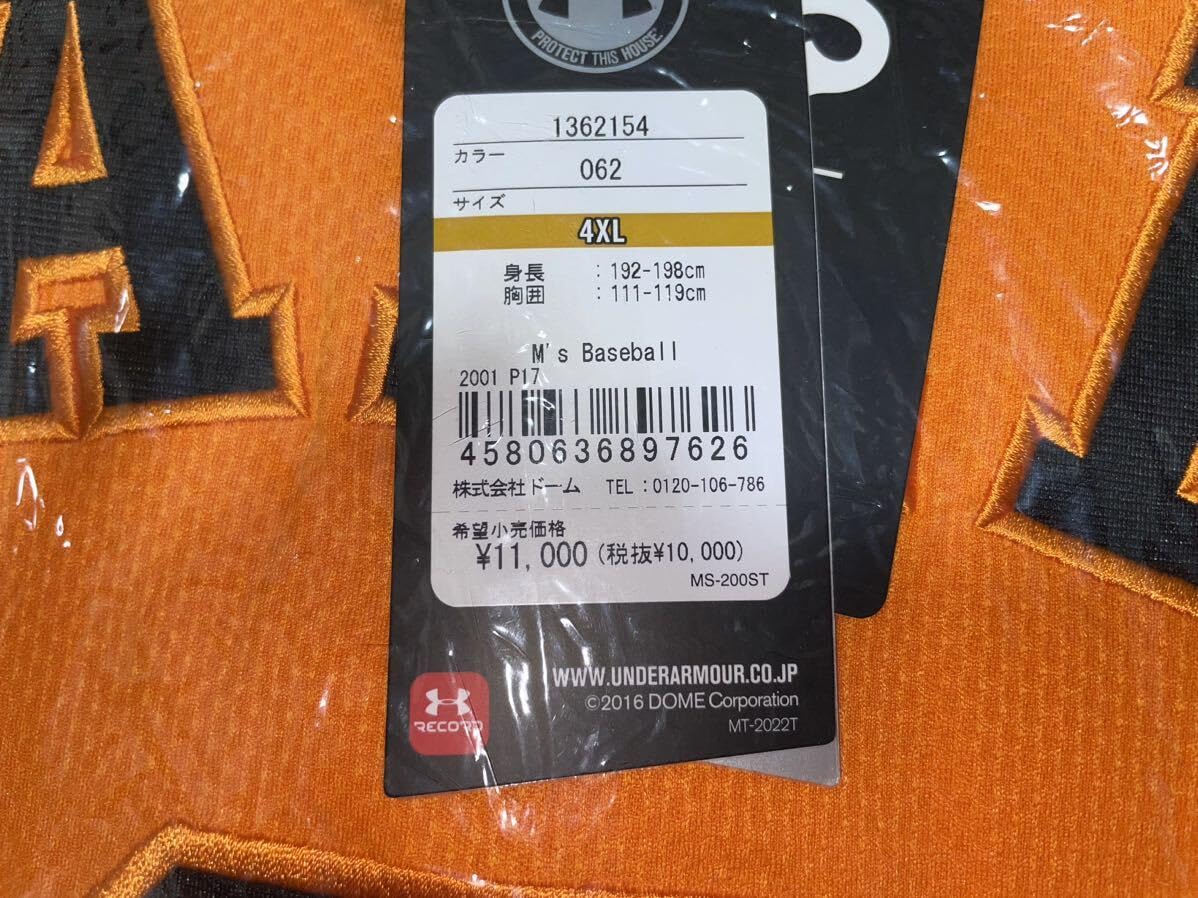 PROTECT THIS HOUSE.
1362154
カラー
062
サイズ
4XL
身長 : 192-198cm
胸囲 : 111-119cm
M's Baseball
2001 P17
4580636897626
株式会社ドーム TEL:0120-106-786
希望小売価格
¥11,000(税抜¥10,000)
MS-200ST
WWW.UNDERARMOUR.CO.JP
©2016 DOME Corporation
MT-2022T
RECORD